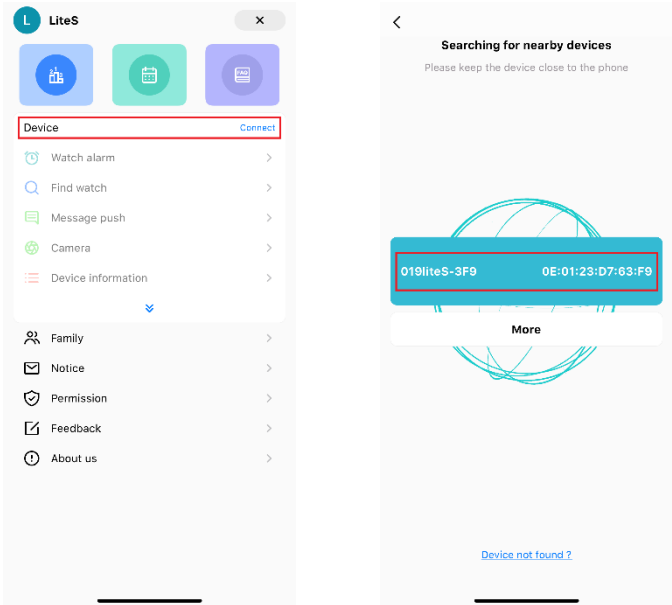 L LiteS
FAQ
Device Connect
Watch alarm
Find watch
Message push
Camera
Device information
Family
Notice
Permission
Feedback
About us
Searching for nearby devices
Please keep the device close to the phone
019liteS-3F9 0E:01:23:D7:63:F9
More
Device not found ?